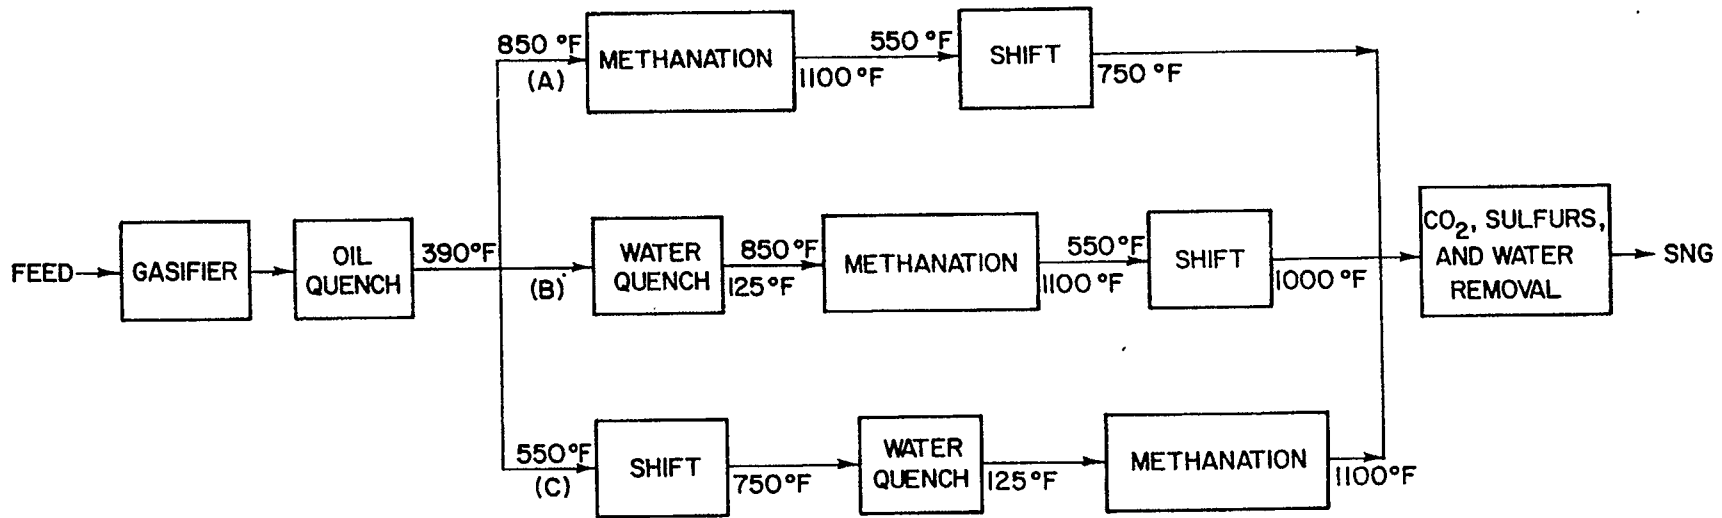 FEED
GASIFIER
OIL
QUENCH
390°F
850 °F
(A)
METHANATION
1100°F
550°F
SHIFT
750 °F
(B)
WATER
QUENCH
125°F
850°F
METHANATION
1100°F
550°F
SHIFT
1000 °F
550°F
(C)
SHIFT
750°F
WATER
QUENCH
125°F
METHANATION
1100°F
CO2, SULFURS,
AND WATER
REMOVAL
SNG